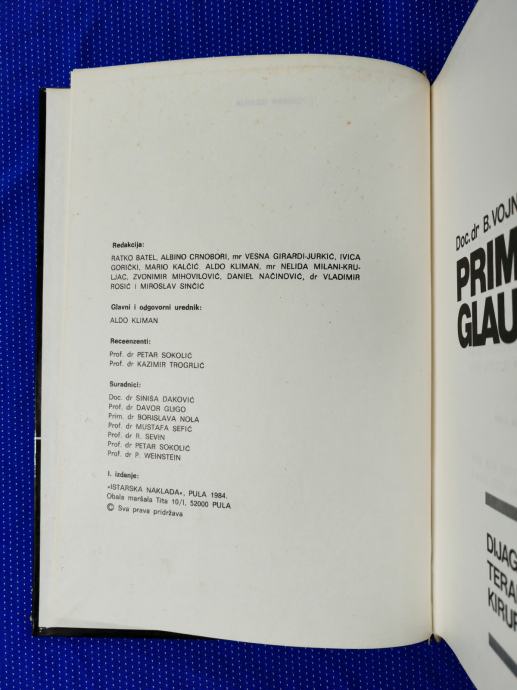 Redakcija:
RATKO BATEL, ALBINO CRNOBORI, mr VESNA GIRARDI-JURKIĆ, IVICA
GORIČKI, MARIO KALČIĆ, ALDO KLIMAN, mr NELIDA MILANI-KRU-
LJAC, ZVONIMIR MIHOVILOVIĆ, DANIEL NAČINOVIĆ, dr VLADIMIR
ROSIĆ i MIROSLAV SINČIĆ
Glavni i odgovorni urednik:
ALDO KLIMAN
Receenzenti:
Prof. dr PETAR SOKOLIĆ
Prof. dr KAZIMIR TROGRLIĆ
Suradnici:
Doc. dr SINIŠA DAKOVIĆ
Prof. dr DAVOR GLIGO
Prim. dr BORISLAVA NOLA
Prof. dr MUSTAFA SEFIĆ
Prof. dr R. SEVIN
Prof. dr PETAR SOKOLIĆ
Prof. dr P. WEINSTEIN
I. izdanje:
»ISTARSKA NAKLADA«, PULA 1984.
Obala maršala Tita 10/I, 52000 PULA
© Sva prava pridržava
Doc. dr B. VOJN
PRIM
GLAU
DIJAG
TERA
KIRUR